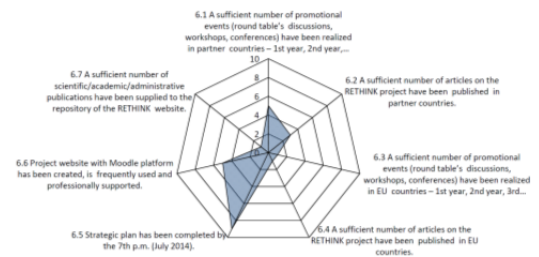 6.1 A sufficient number of promotional
events (round table's discussions,
workshops, conferences) have been realized
in partner countries – 1st year, 2nd year,...
10
8
6
4
2
0
6.2 A sufficient number of articles on the
RETHINK project have been published in
partner countries.
6.3 A sufficient number of promotional
events (round table's discussions,
workshops, conferences) have been realized
in EU countries – 1st year, 2nd year, 3rd...
6.4 A sufficient number of articles on the
RETHINK project have been published in EU
countries.
6.5 Strategic plan has been completed by
the 7th p.m. (July 2014).
6.6 Project website with Moodle platform
has been created, is frequently used and
professionally supported.
6.7 A sufficient number of
scientific/academic/administrative
publications have been supplied to the
repository of the RETHINK website.